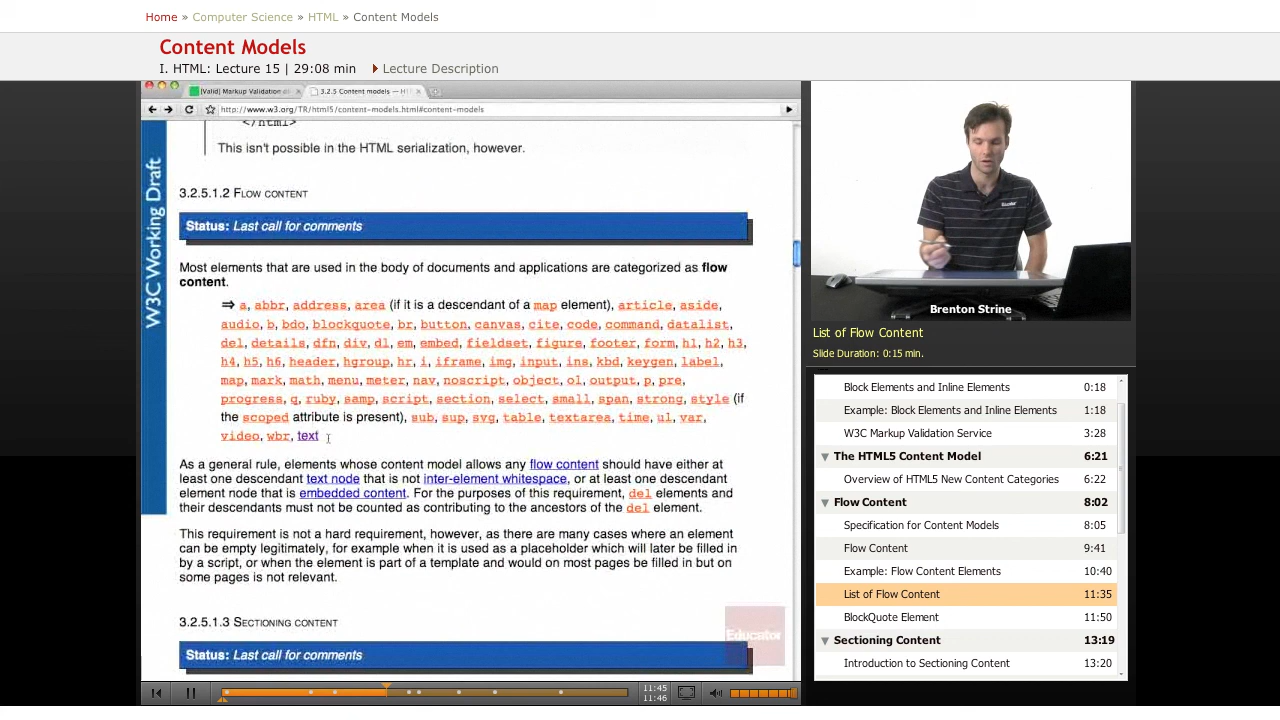 Home » Computer Science » HTML » Content Models
Content Models
I. HTML: Lecture 15 | 29:08 min Lecture Description
[Valid] Markup Validation
3.2.5 Content models —
http://www.w3.org/TR/html5/content-models.html#content-models
W3C Working Draft
</html>
This isn't possible in the HTML serialization, however.
3.2.5.1.2 FLOW CONTENT
Status: Last call for comments
Most elements that are used in the body of documents and applications are categorized as flow
content.
⇒ a, abbr, address, area (if it is a descendant of a map element), article, aside,
audio, b, bdo, blockquote, br, button, canvas, cite, code, command, datalist,
del, details, dfn, div, dl, em, embed, fieldset, figure, footer, form, h1, h2, h3,
h4, h5, h6, header, hgroup, hr, i, iframe, img, input, ins, kbd, keygen, label,
map, mark, math, menu, meter, nav, noscript, object, ol, output, p, pre,
progress, q, ruby, samp, script, section, select, small, span, strong, style (if
the scoped attribute is present), sub, sup, svg, table, textarea, time, ul, var,
video, wbr, text
As a general rule, elements whose content model allows any flow content should have either at
least one descendant text node that is not inter-element whitespace, or at least one descendant
element node that is embedded content. For the purposes of this requirement, del elements and
their descendants must not be counted as contributing to the ancestors of the del element.
This requirement is not a hard requirement, however, as there are many cases where an element
can be empty legitimately, for example when it is used as a placeholder which will later be filled in
by a script, or when the element is part of a template and would on most pages be filled in but on
some pages is not relevant.
3.2.5.1.3 SECTIONING CONTENT
Status: Last call for comments
Educator
11:45
11:46
Educator
Brenton Strine
List of Flow Content
Slide Duration: 0:15 min.
Block Elements and Inline Elements 0:18
Example: Block Elements and Inline Elements 1:18
W3C Markup Validation Service 3:28
The HTML5 Content Model 6:21
Overview of HTML5 New Content Categories 6:22
Flow Content 8:02
Specification for Content Models 8:05
Flow Content 9:41
Example: Flow Content Elements 10:40
List of Flow Content 11:35
BlockQuote Element 11:50
Sectioning Content 13:19
Introduction to Sectioning Content 13:20